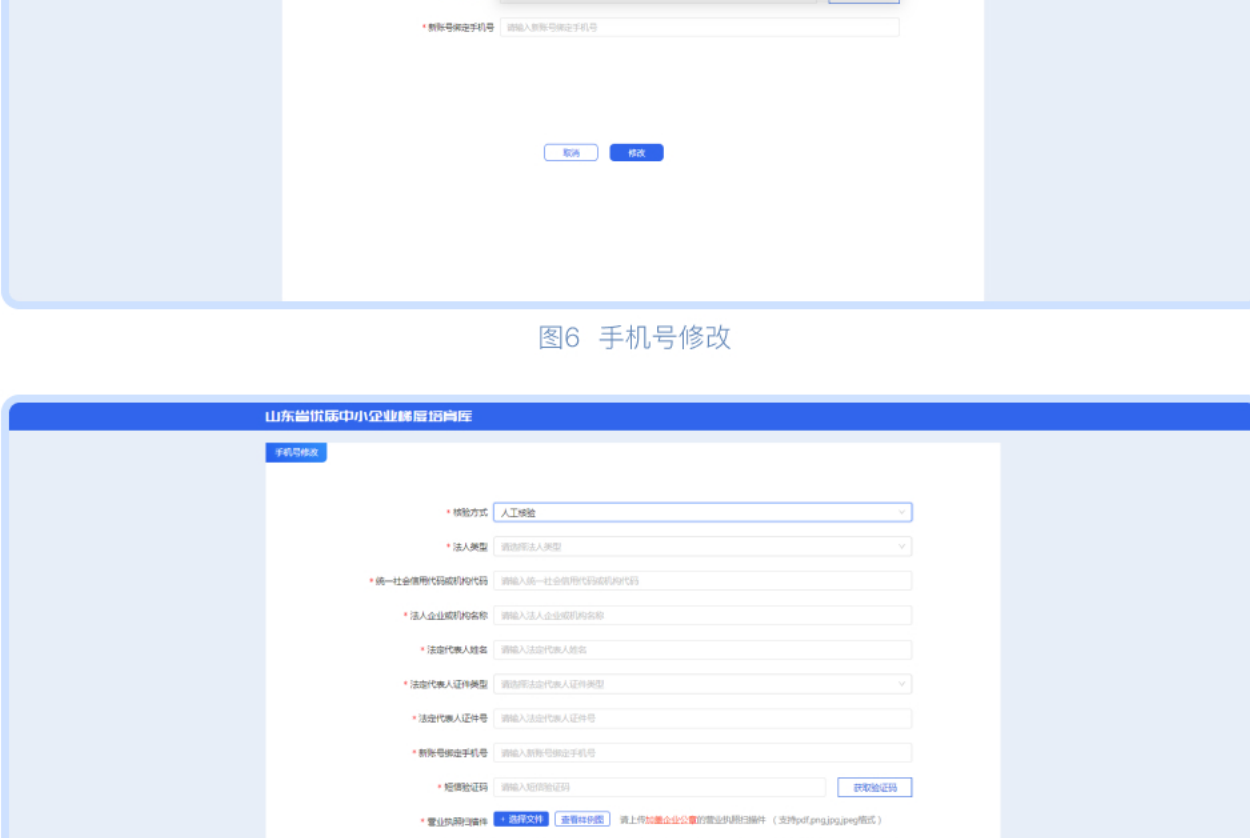 * 新账号绑定手机号 请输入新账号绑定手机号
取消 修改
图6 手机号修改
山东省优质中小企业梯度培育库
手机号修改
* 核验方式 人工核验
* 法人类型 请选择法人类型
* 统一社会信用代码或机构代码 请输入统一社会信用代码或机构代码
* 法人企业或机构名称 请输入法人企业或机构名称
* 法定代表人姓名 请输入法定代表人姓名
* 法定代表人证件类型 请选择法定代表人证件类型
* 法定代表人证件号 请输入法定代表人证件号
* 新账号绑定手机号 请输入新账号绑定手机号
* 短信验证码 请输入短信验证码 获取验证码
* 营业执照扫描件 + 选择文件 查看样例图 请上传加盖企业公章的营业执照扫描件 （支持pdf,png,jpg,jpeg格式）